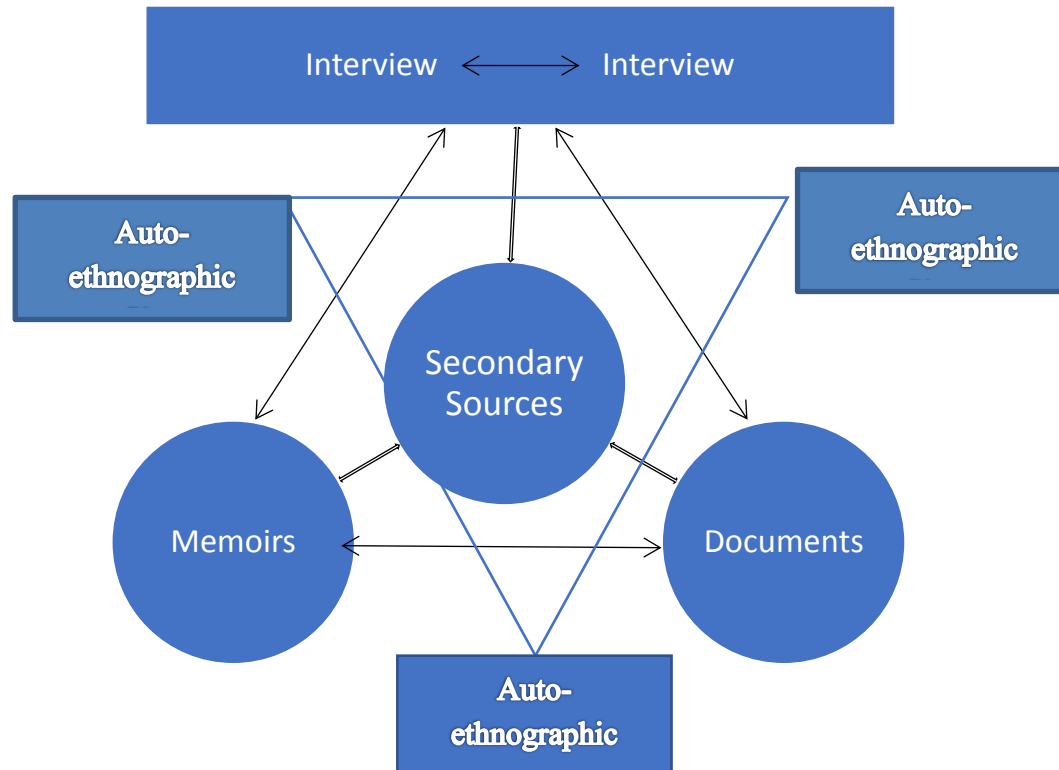 Interview Interview
Auto-
ethnographic
Auto-
ethnographic
Secondary
Sources
Memoirs
Documents
Auto-
ethnographic